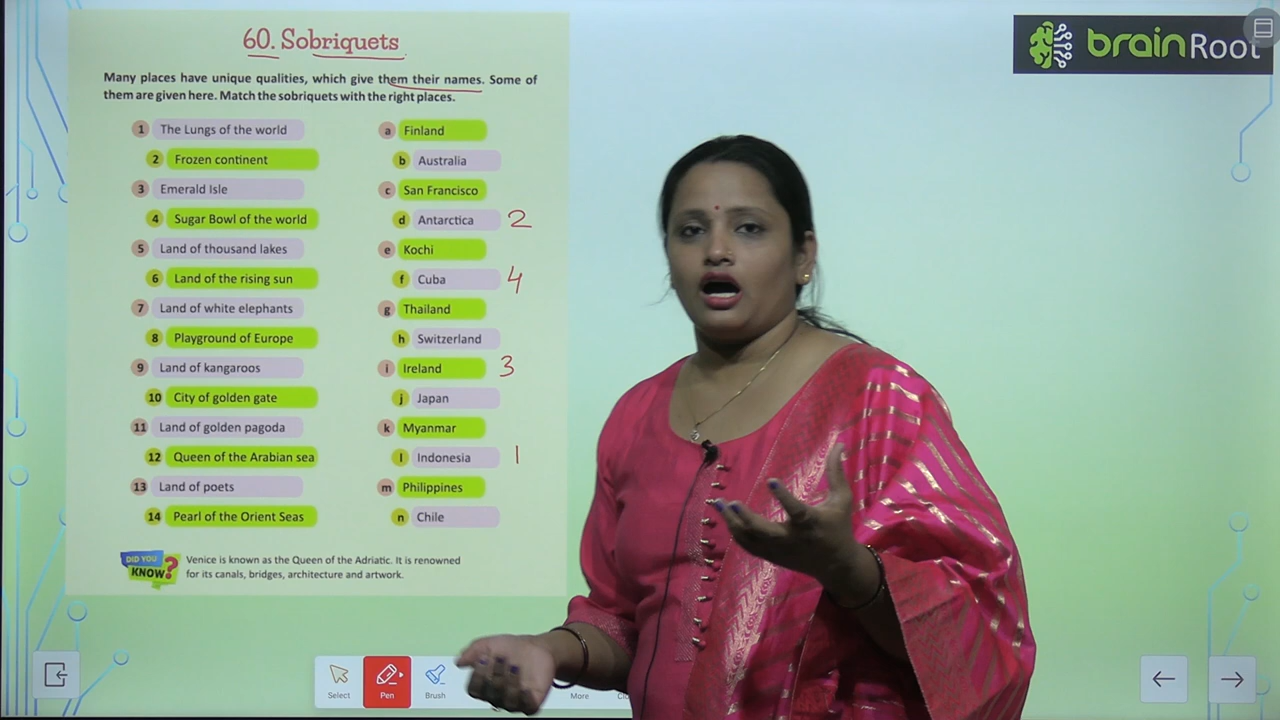 60. Sobriquets
brainRoot
Many places have unique qualities, which give them their names. Some of
them are given here. Match the sobriquets with the right places.
1 The Lungs of the world a Finland
2 Frozen continent b Australia
3 Emerald Isle c San Francisco
4 Sugar Bowl of the world d Antarctica 2
5 Land of thousand lakes e Kochi
6 Land of the rising sun f Cuba 4
7 Land of white elephants g Thailand
8 Playground of Europe h Switzerland
9 Land of kangaroos i Ireland 3
10 City of golden gate j Japan
11 Land of golden pagoda k Myanmar
12 Queen of the Arabian sea l Indonesia 1
13 Land of poets m Philippines
14 Pearl of the Orient Seas n Chile
DID YOU
KNOW?
Venice is known as the Queen of the Adriatic. It is renowned
for its canals, bridges, architecture and artwork.
Select Pen Brush More